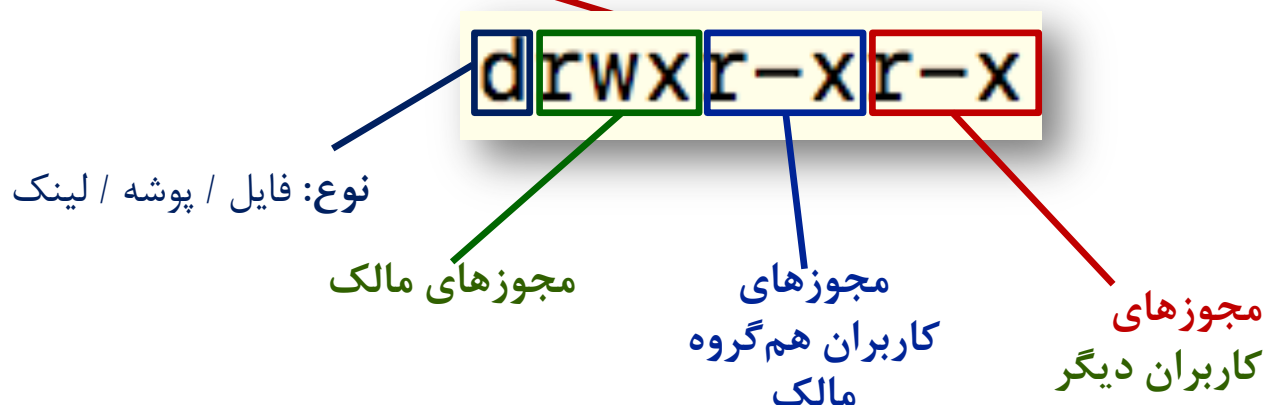 drwxr-xr-x
نوع: فایل / پوشه / لینک
مجوزهای مالک
مجوزهای
کاربران هم‌گروه
مالک
مجوزهای
کاربران دیگر